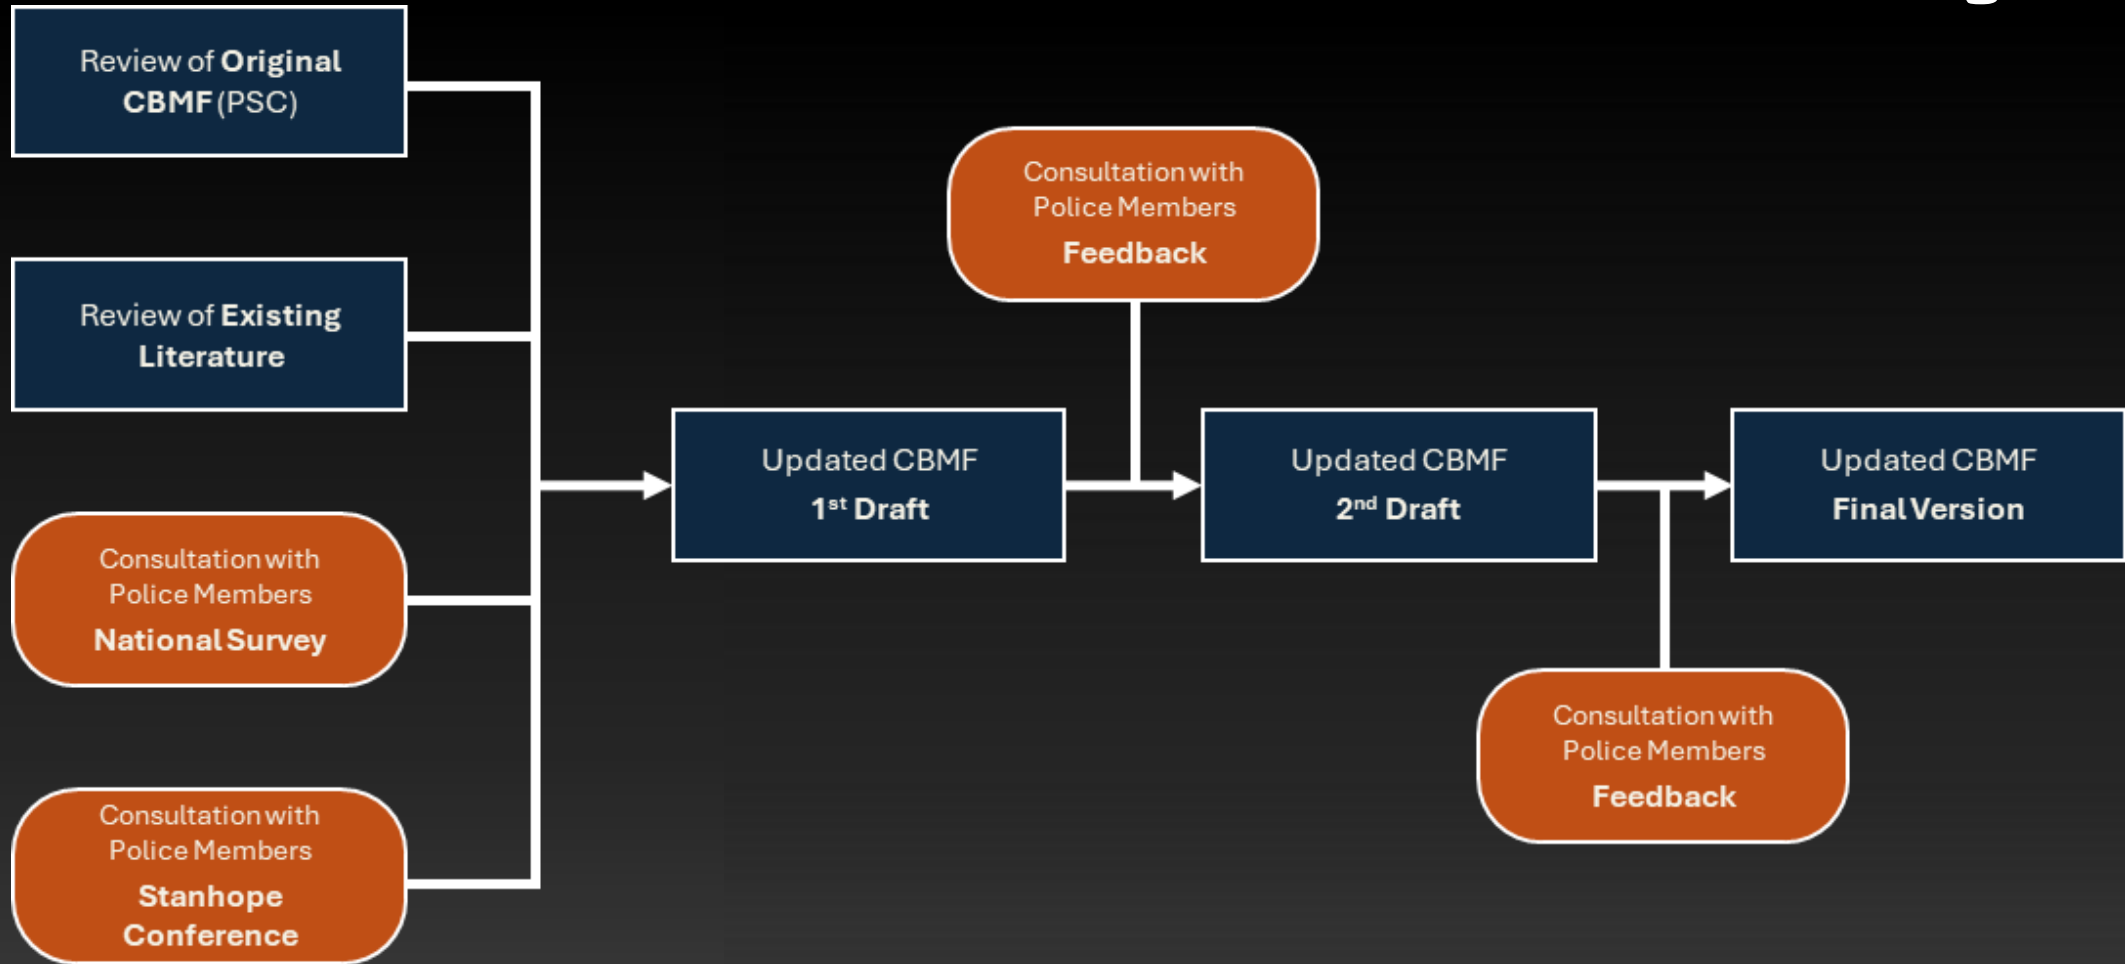 Review of Original
CBMF (PSC)
Review of Existing
Literature
Consultation with
Police Members
National Survey
Consultation with
Police Members
Stanhope
Conference
Updated CBMF
1st Draft
Consultation with
Police Members
Feedback
Updated CBMF
2nd Draft
Consultation with
Police Members
Feedback
Updated CBMF
Final Version